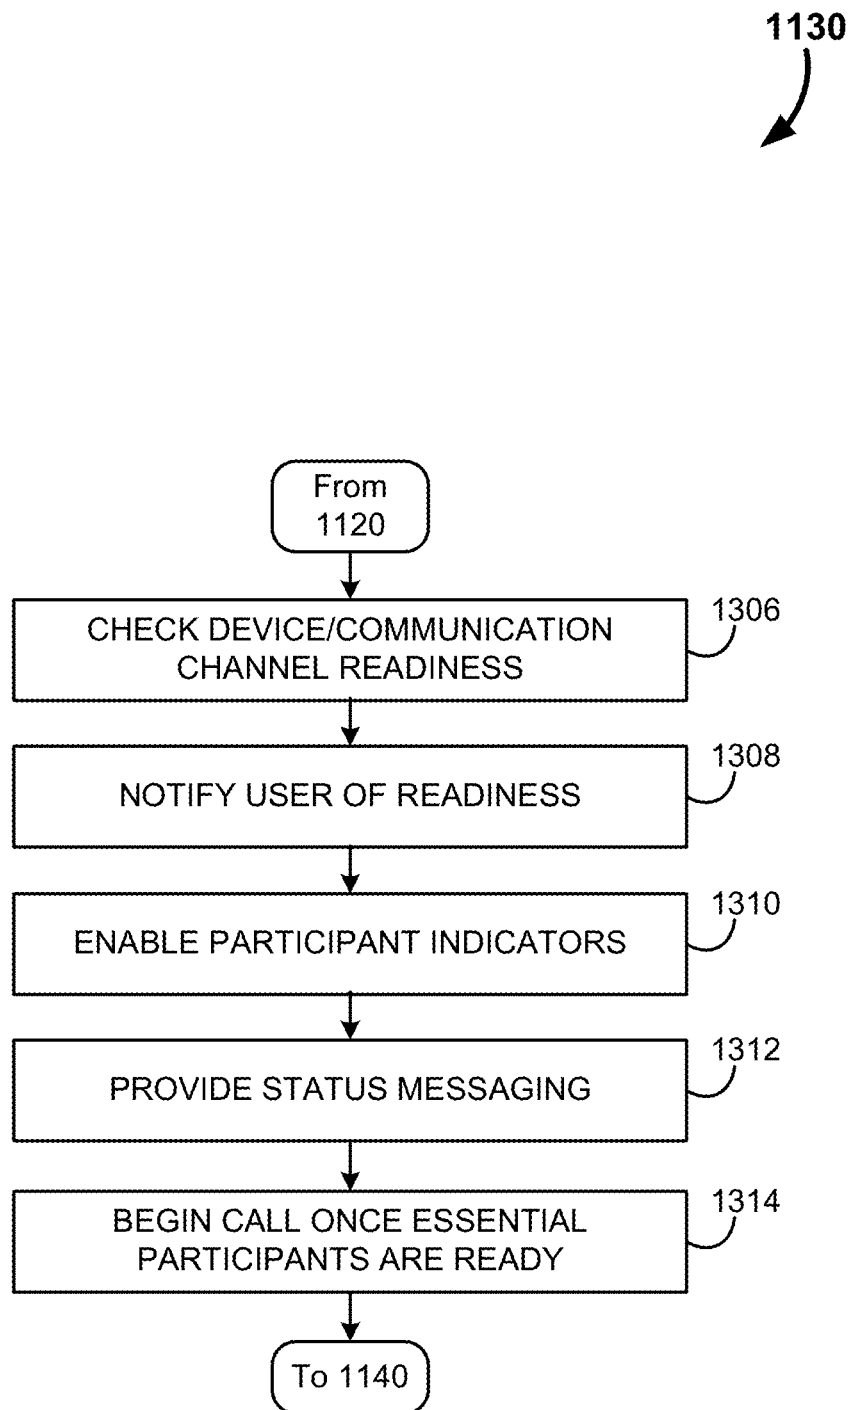 1130
From
1120
CHECK DEVICE/COMMUNICATION
CHANNEL READINESS
1306
NOTIFY USER OF READINESS
1308
ENABLE PARTICIPANT INDICATORS
1310
PROVIDE STATUS MESSAGING
1312
BEGIN CALL ONCE ESSENTIAL
PARTICIPANTS ARE READY
1314
To 1140